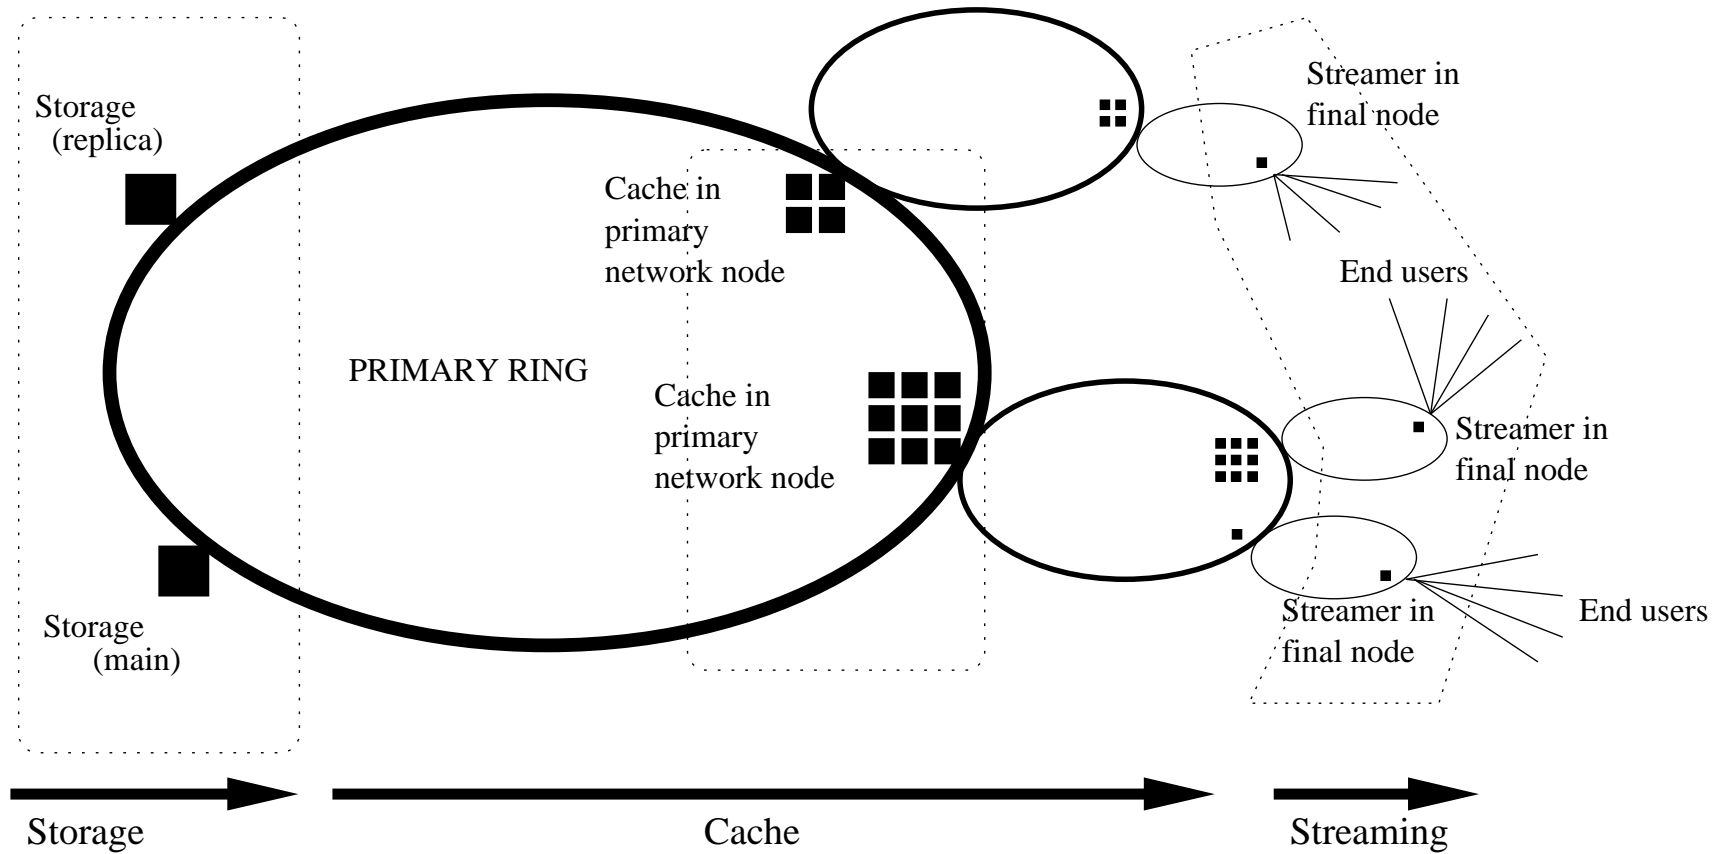 Storage
(replica)
Cache in
primary
network node
Streamer in
final node
End users
PRIMARY RING
Cache in
primary
network node
Streamer in
final node
Storage
(main)
Streamer in
final node
End users
Storage
Cache
Streaming